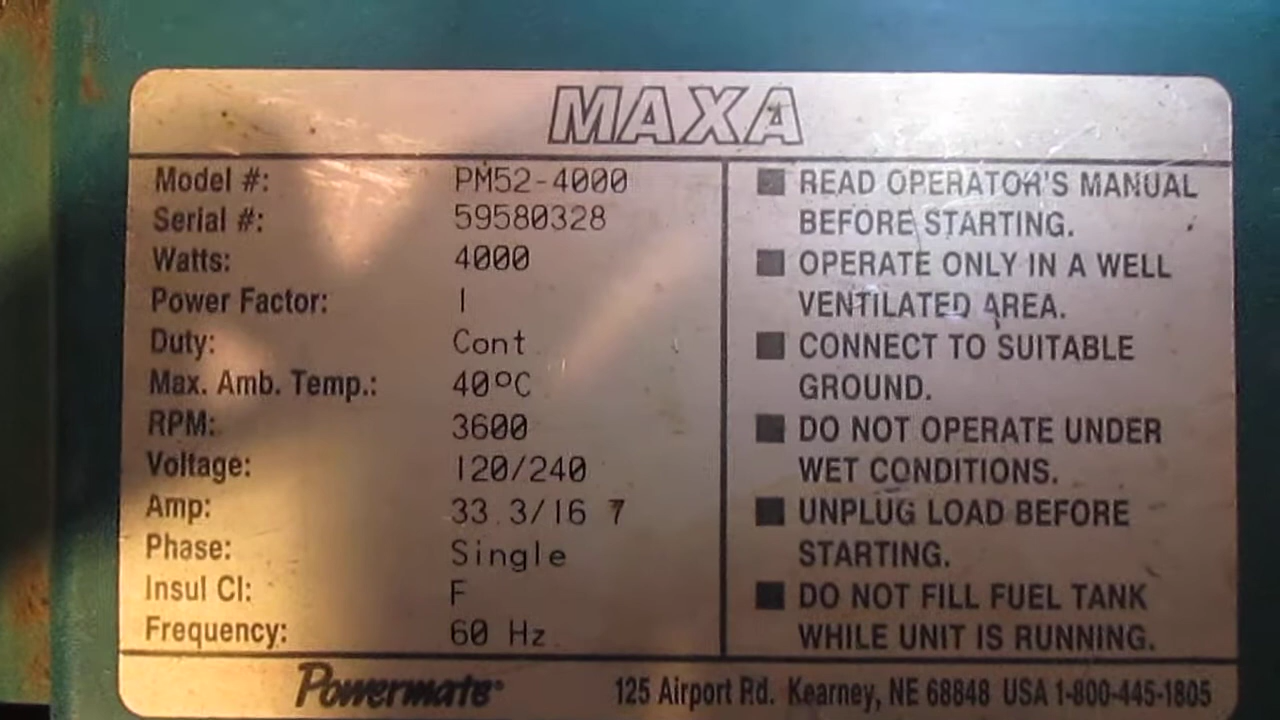 MAXA
Model #: PM52-4000
Serial #: 59580328
Watts: 4000
Power Factor: 1
Duty: Cont
Max. Amb. Temp.: 40°C
RPM: 3600
Voltage: 120/240
Amp: 33.3/16 7
Phase: Single
Insul Cl: F
Frequency: 60 Hz
■ READ OPERATOR'S MANUAL
BEFORE STARTING.
■ OPERATE ONLY IN A WELL
VENTILATED AREA.
■ CONNECT TO SUITABLE
GROUND.
■ DO NOT OPERATE UNDER
WET CONDITIONS.
■ UNPLUG LOAD BEFORE
STARTING.
■ DO NOT FILL FUEL TANK
WHILE UNIT IS RUNNING.
Powermate 125 Airport Rd. Kearney, NE 68848 USA 1-800-445-1805